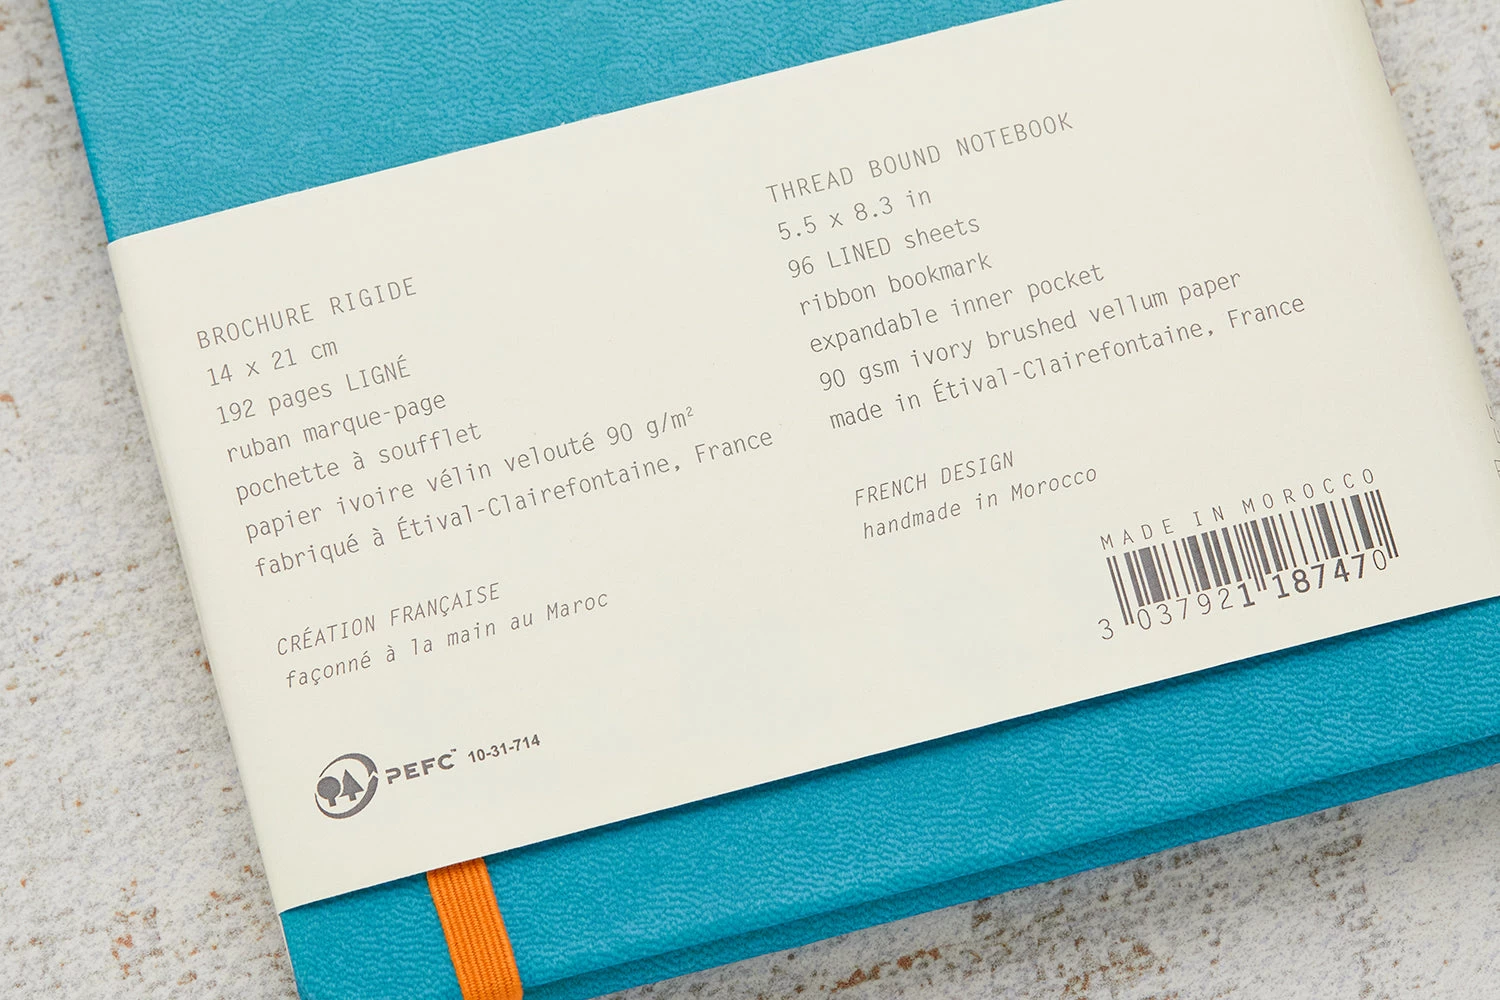 BROCHURE RIGIDE
14 x 21 cm
192 pages LIGNÉ
ruban marque-page
pochette à soufflet
papier ivoire vélin velouté 90 g/m²
fabriqué à Étival-Clairefontaine, France
CRÉATION FRANÇAISE
façonné à la main au Maroc
PEFC™ 10-31-714
THREAD BOUND NOTEBOOK
5.5 x 8.3 in
96 LINED sheets
ribbon bookmark
expandable inner pocket
90 gsm ivory brushed vellum paper
made in Étival-Clairefontaine, France
FRENCH DESIGN
handmade in Morocco
MADE IN MOROCCO
3 037921 187470